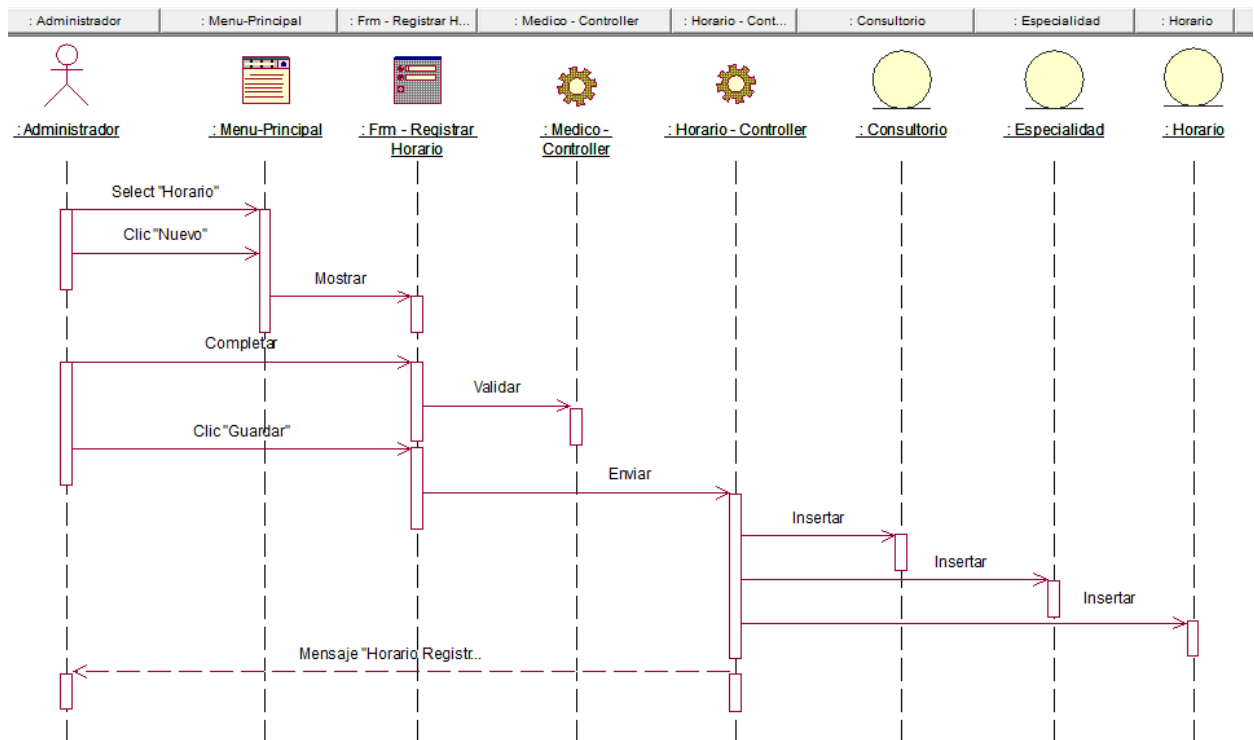 : Administrador
: Menu-Principal
: Frm - Registrar H...
: Medico - Controller
: Horario - Cont...
: Consultorio
: Especialidad
: Horario
: Administrador
: Menu-Principal
: Frm - Registrar
Horario
: Medico -
Controller
: Horario - Controller
: Consultorio
: Especialidad
: Horario
Select "Horario"
Clic "Nuevo"
Mostrar
Completar
Validar
Clic "Guardar"
Enviar
Insertar
Insertar
Insertar
Mensaje "Horario Registr...